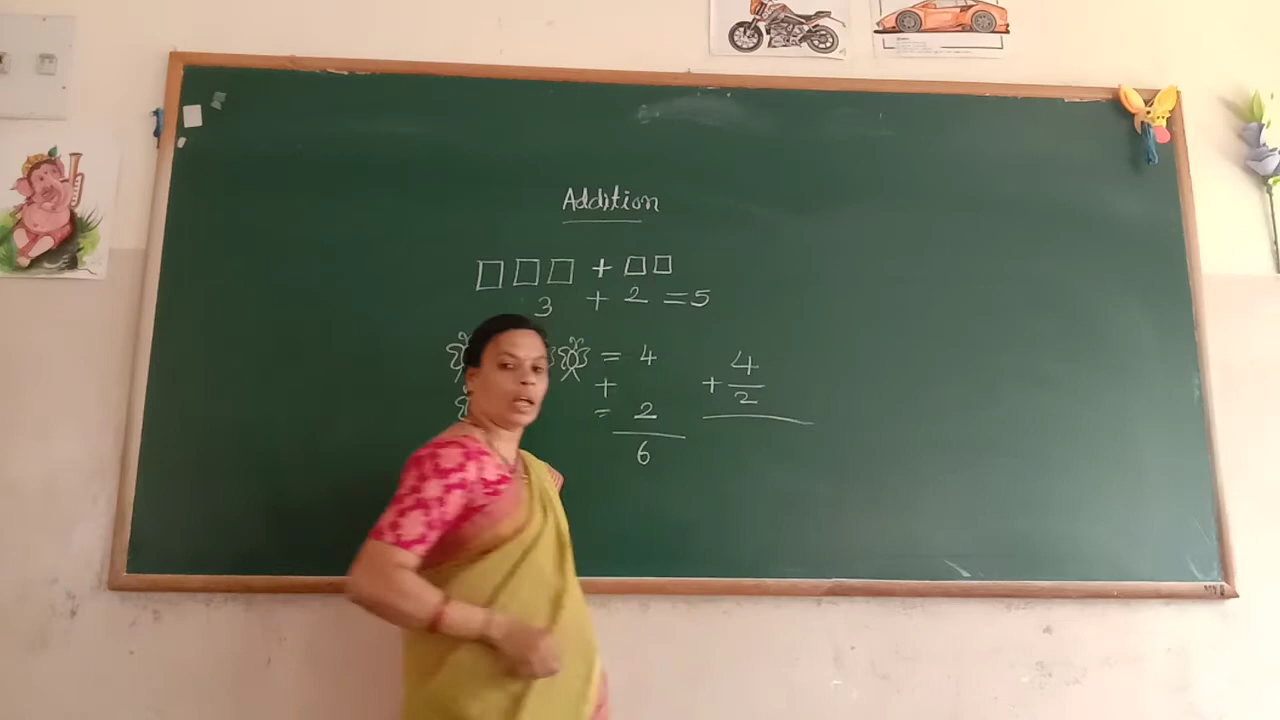 Addition
□□□ + □□
3 + 2 = 5
= 4
+
= 2
6
4
+
2